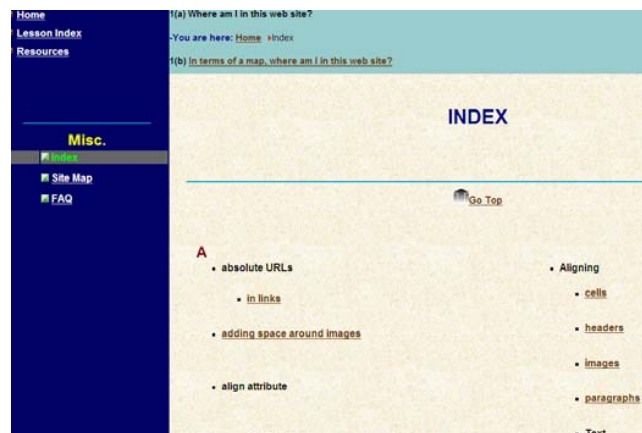 Home
Lesson Index
Resources
Misc.
Index
Site Map
FAQ
1(a) Where am I in this web site?
-You are here: Home Index
1(b) In terms of a map, where am I in this web site?
INDEX
Go Top
A
absolute URLs
in links
adding space around images
align attribute
Aligning
cells
headers
images
paragraphs
Text